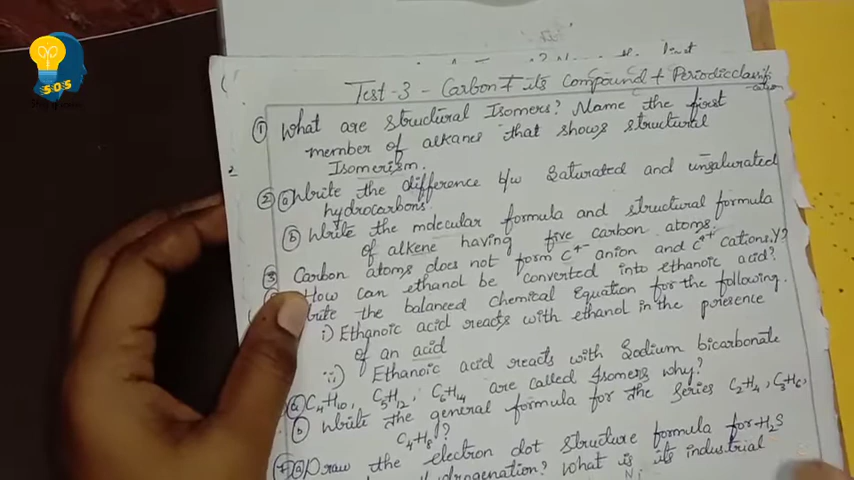 S O S
Test-3 - Carbon & its Compound + Periodic classification
① What are structural Isomers? Name the first
member of alkanes that shows structural
Isomerism.
② ⓐ Write the difference b/w Saturated and unsaturated
hydrocarbons.
ⓑ Write the molecular formula and structural formula
of alkene having five carbon atoms.
③ Carbon atoms does not form C⁴⁻ anion and C⁴⁺ cations. Y?
How can ethanol be converted into ethanoic acid?
the balanced chemical Equation for the following.
i) Ethanoic acid reacts with ethanol in the presence
of an acid
ii) Ethanoic acid reacts with Sodium bicarbonate
ⓐ C₄H₁₀, C₅H₁₂, C₆H₁₄ are called Isomers why?
ⓑ Write the general formula for the series C₂H₄, C₃H₆,
C₄H₈?
ⓐ Draw the electron dot structure formula for H₂S
hydrogenation? What is its industrial
Ni